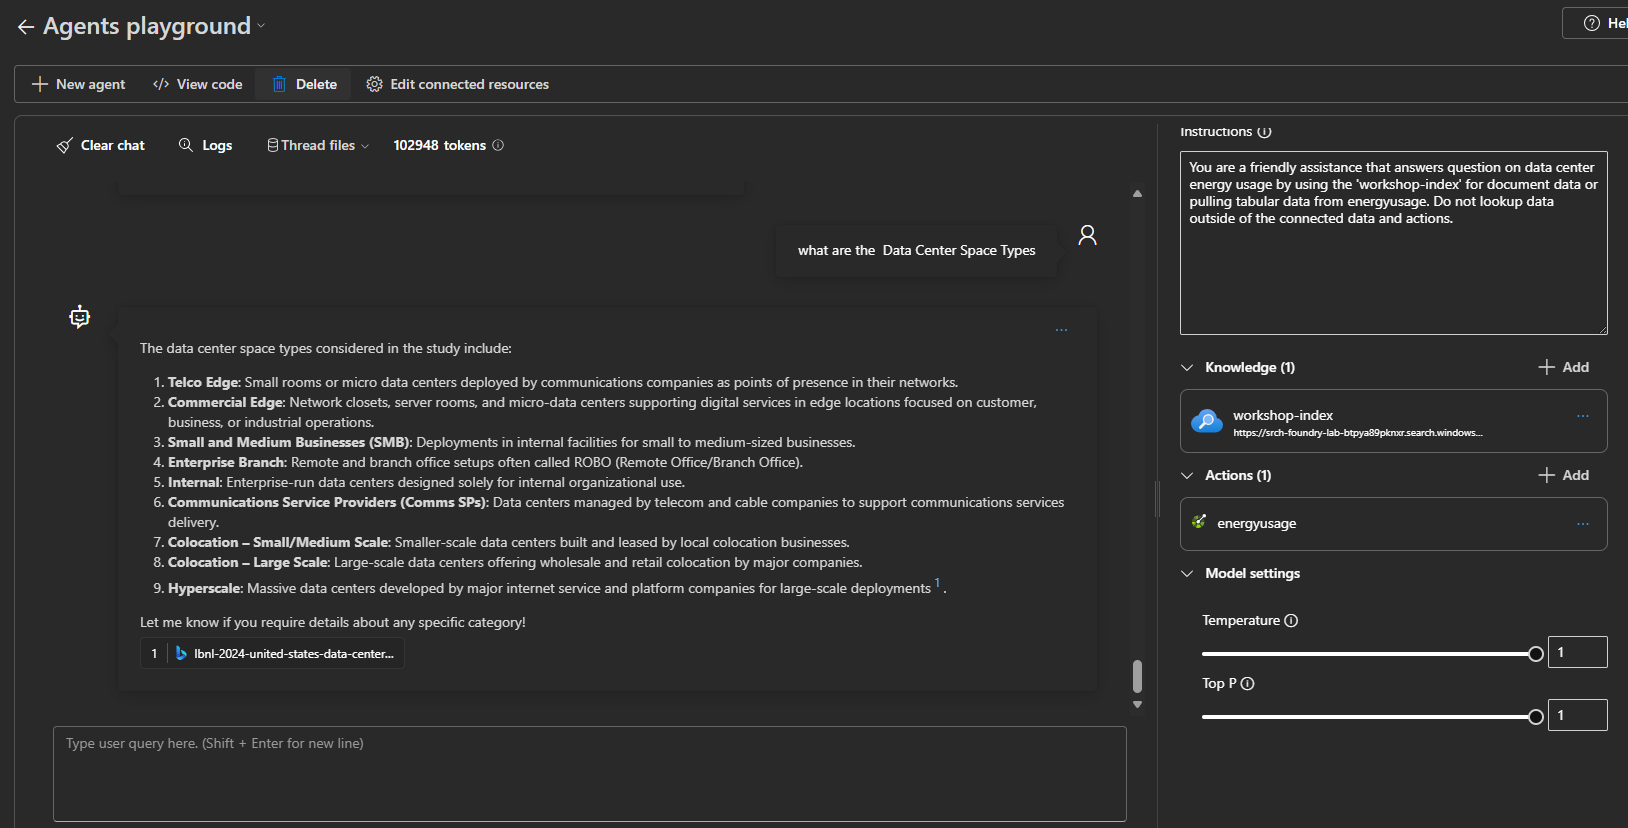 Agents playground
Hel
New agent
View code
Delete
Edit connected resources
Clear chat
Logs
Thread files
102948 tokens
what are the  Data Center Space Types
The data center space types considered in the study include:
1. Telco Edge: Small rooms or micro data centers deployed by communications companies as points of presence in their networks.
2. Commercial Edge: Network closets, server rooms, and micro-data centers supporting digital services in edge locations focused on customer,
business, or industrial operations.
3. Small and Medium Businesses (SMB): Deployments in internal facilities for small to medium-sized businesses.
4. Enterprise Branch: Remote and branch office setups often called ROBO (Remote Office/Branch Office).
5. Internal: Enterprise-run data centers designed solely for internal organizational use.
6. Communications Service Providers (Comms SPs): Data centers managed by telecom and cable companies to support communications services
delivery.
7. Colocation – Small/Medium Scale: Smaller-scale data centers built and leased by local colocation businesses.
8. Colocation – Large Scale: Large-scale data centers offering wholesale and retail colocation by major companies.
9. Hyperscale: Massive data centers developed by major internet service and platform companies for large-scale deployments 1 .
Let me know if you require details about any specific category!
1 lbnl-2024-united-states-data-center...
Type user query here. (Shift + Enter for new line)
Instructions
You are a friendly assistance that answers question on data center
energy usage by using the 'workshop-index' for document data or
pulling tabular data from energyusage. Do not lookup data
outside of the connected data and actions.
Knowledge (1)
Add
workshop-index
https://srch-foundry-lab-btpya89pknxr.search.windows...
Actions (1)
Add
energyusage
Model settings
Temperature
1
Top P
1